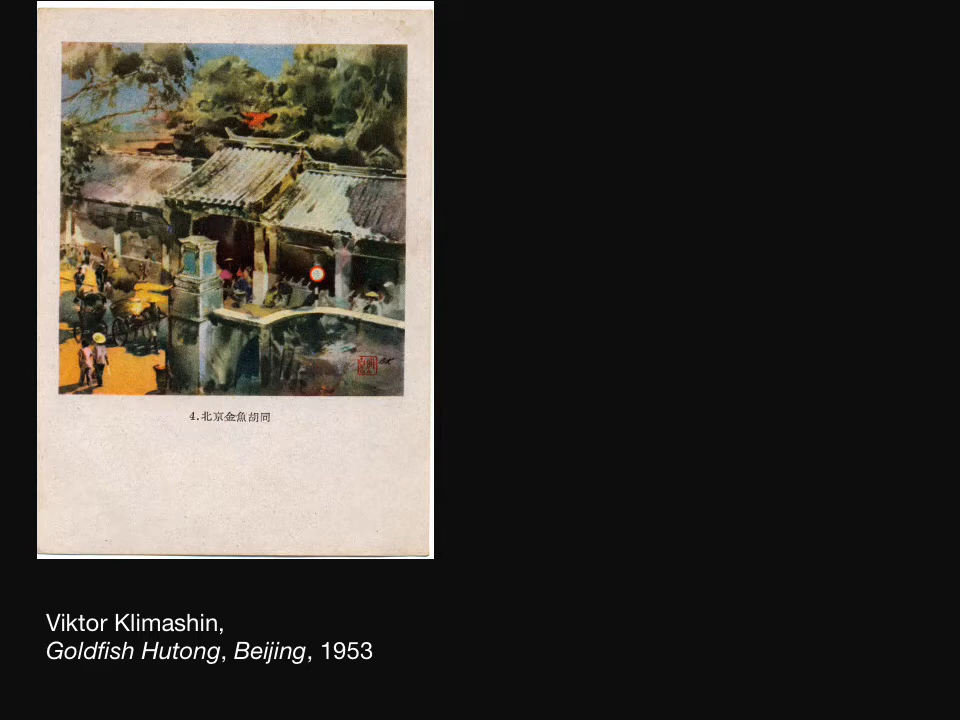 4.北京金魚胡同
Viktor Klimashin,
Goldfish Hutong, Beijing, 1953